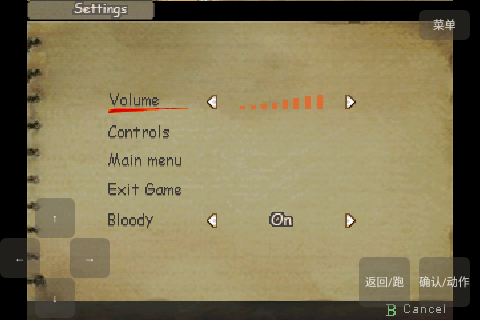 Settings
菜单
Volume
Controls
Main menu
Exit Game
Bloody On
↑
← →
↓
返回/跑 确认/动作
B Cancel